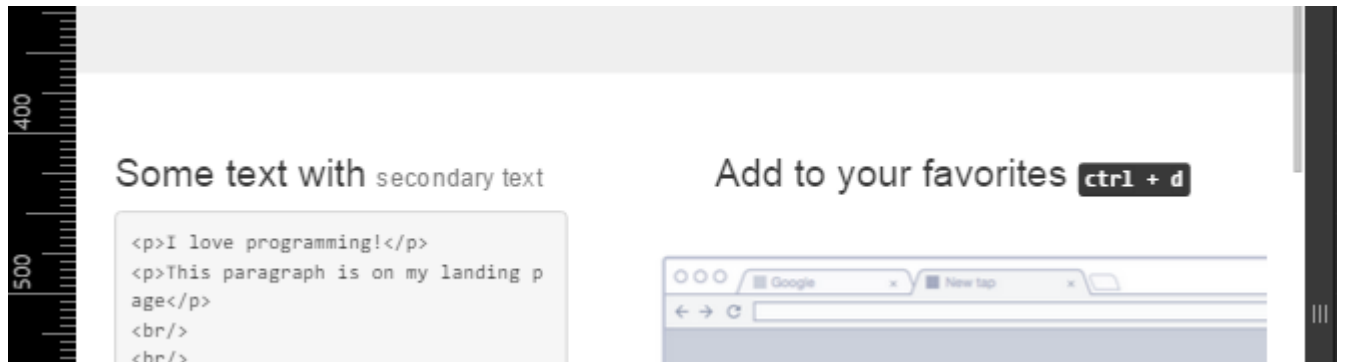 400
500
Some text with secondary text
<p>I love programming!</p>
<p>This paragraph is on my landing p
age</p>
<br/>
<br/>
Add to your favorites ctrl + d
Google × New tap ×